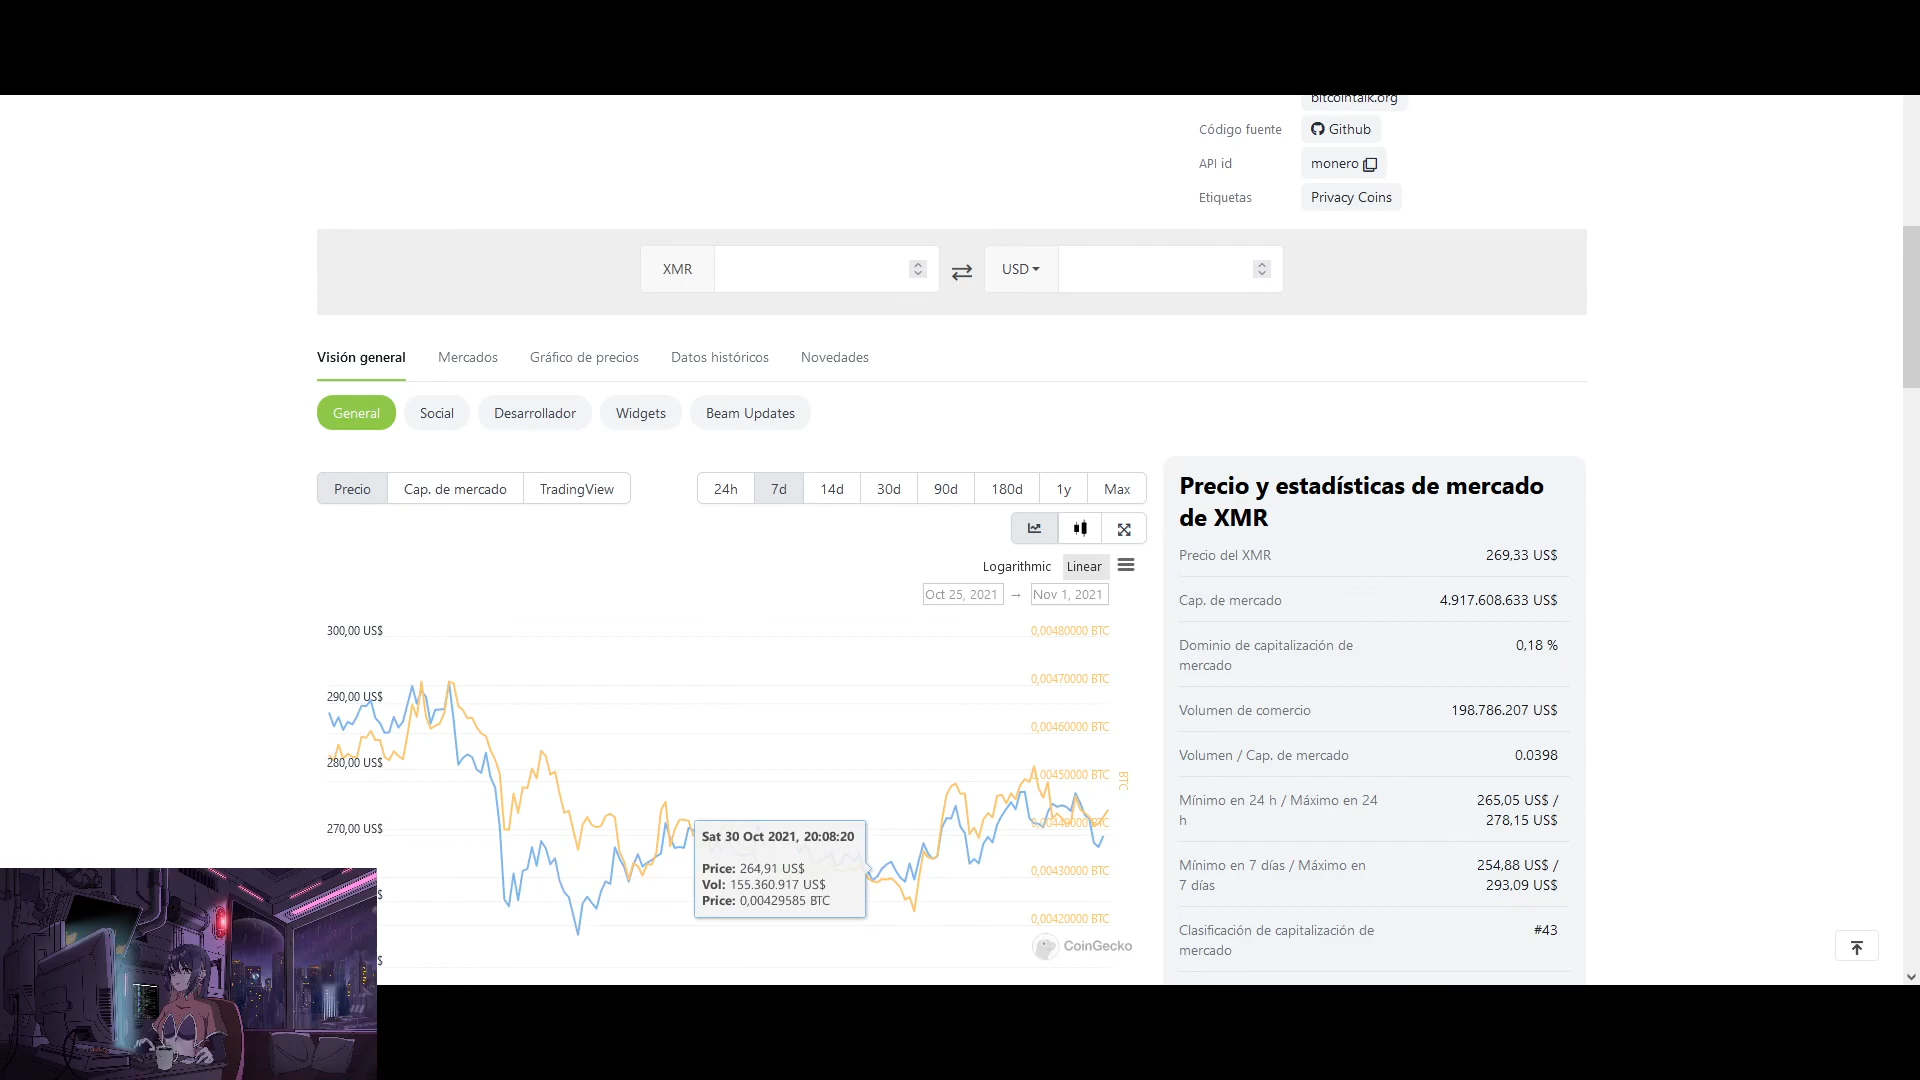 bitcointalk.org
Código fuente
Github
API id
monero
Etiquetas
Privacy Coins
XMR
USD
Visión general
Mercados
Gráfico de precios
Datos históricos
Novedades
General
Social
Desarrollador
Widgets
Beam Updates
Precio
Cap. de mercado
TradingView
24h
7d
14d
30d
90d
180d
1y
Max
Logarithmic
Linear
Oct 25, 2021
→
Nov 1, 2021
300,00 US$
290,00 US$
280,00 US$
270,00 US$
$
$
0,00480000 BTC
0,00470000 BTC
0,00460000 BTC
0,00450000 BTC
0,00440000 BTC
0,00430000 BTC
0,00420000 BTC
BTC
Sat 30 Oct 2021, 20:08:20
Price: 264,91 US$
Vol: 155.360.917 US$
Price: 0,00429585 BTC
CoinGecko
Precio y estadísticas de mercado
de XMR
Precio del XMR
269,33 US$
Cap. de mercado
4.917.608.633 US$
Dominio de capitalización de
mercado
0,18 %
Volumen de comercio
198.786.207 US$
Volumen / Cap. de mercado
0.0398
Mínimo en 24 h / Máximo en 24
h
265,05 US$ /
278,15 US$
Mínimo en 7 días / Máximo en
7 días
254,88 US$ /
293,09 US$
Clasificación de capitalización de
mercado
#43